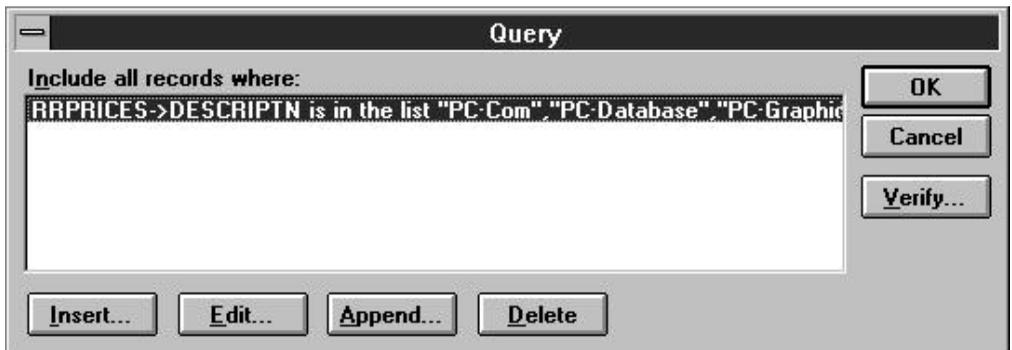 Query
Include all records where:
RRPRICES->DESCRIPTN is in the list "PC-Com","PC-Database","PC-Graphic
OK
Cancel
Verify...
Insert... Edit... Append... Delete